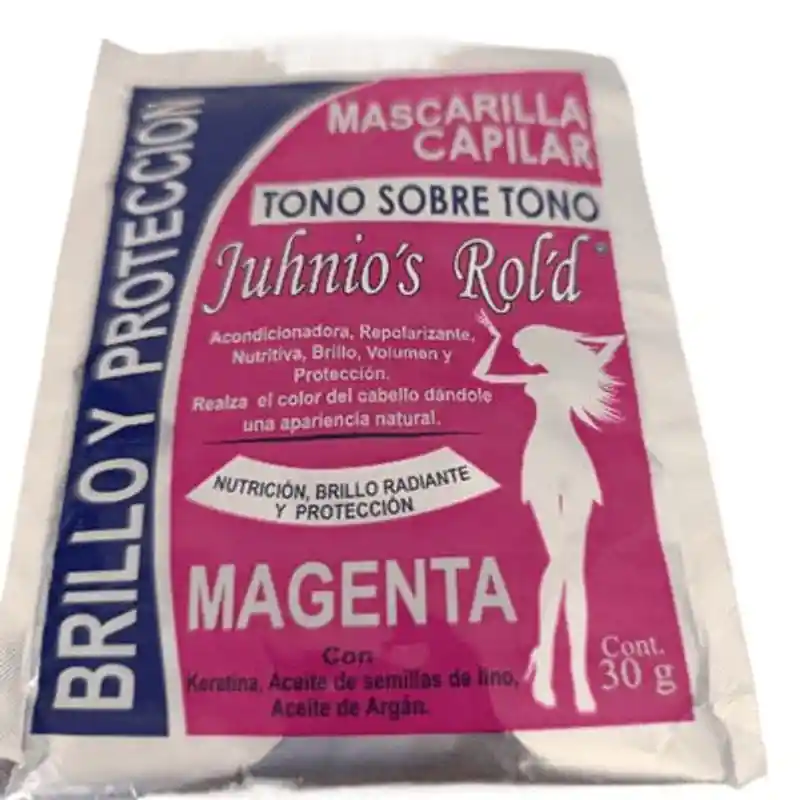 MASCARILLA
CAPILAR
TONO SOBRE TONO
Juhnio´s Rol´d
Acondicionadora, Repolarizante,
Nutritiva, Brillo, Volumen y
Protección.
Realza el color del cabello dándole
una apariencia natural.
NUTRICIÓN, BRILLO RADIANTE
Y PROTECCIÓN
MAGENTA
Con
Keratina, Aceite de semillas de lino,
Aceite de Argán.
Cont.
30 g
BRILLO Y PROTECCIÓN